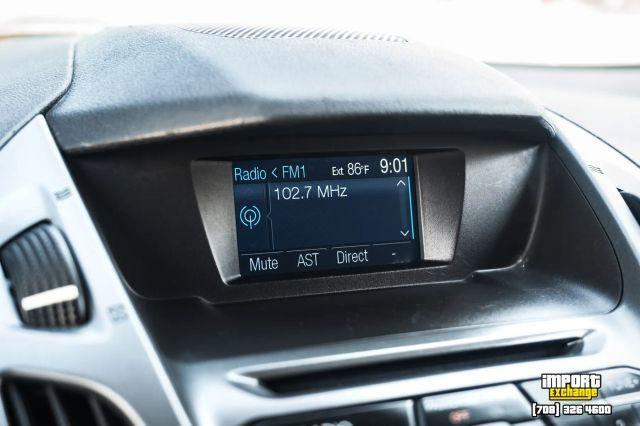 Radio < FM1 Ext 86°F 9:01
102.7 MHz
Mute AST Direct -
IMPORT
Exchange
(708) 326 4600